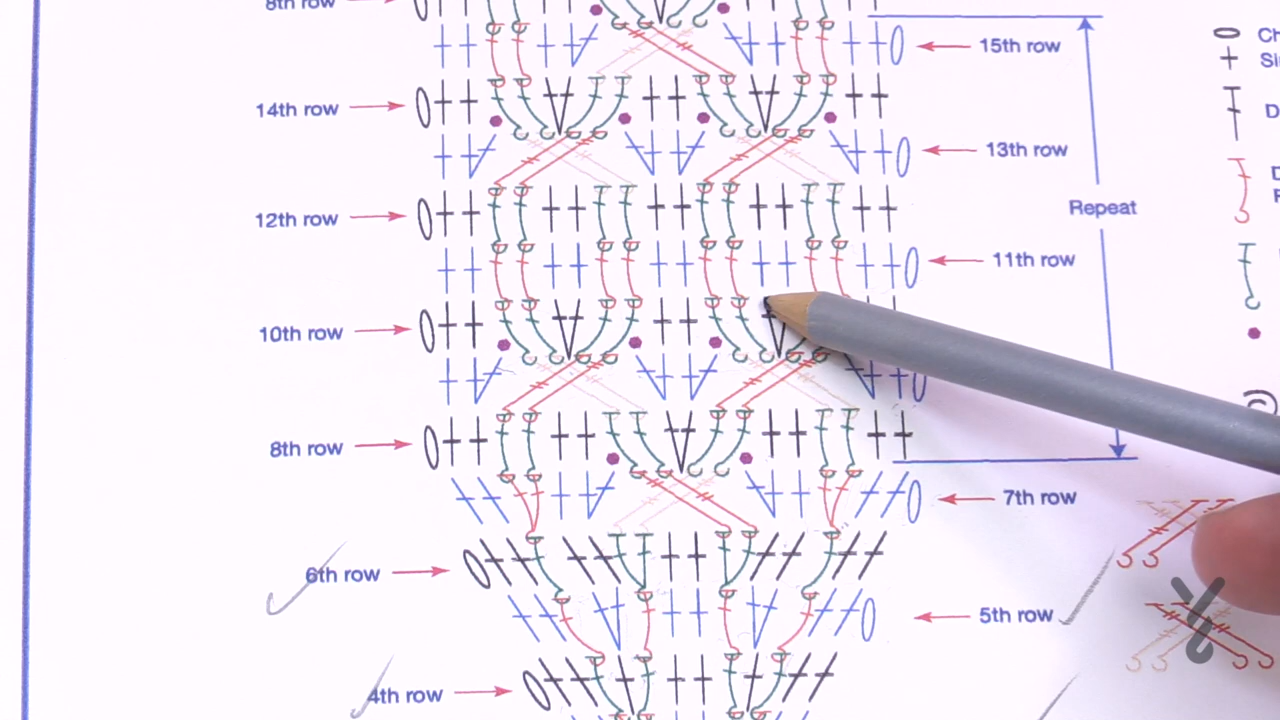 8th row
15th row
14th row
13th row
12th row
Repeat
11th row
10th row
8th row
7th row
6th row
5th row
4th row